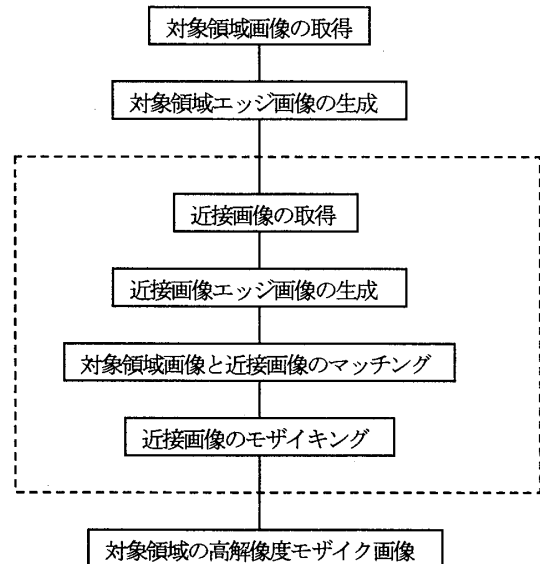 対象領域画像の取得
対象領域エッジ画像の生成
近接画像の取得
近接画像エッジ画像の生成
対象領域画像と近接画像のマッチング
近接画像のモザイキング
対象領域の高解像度モザイク画像